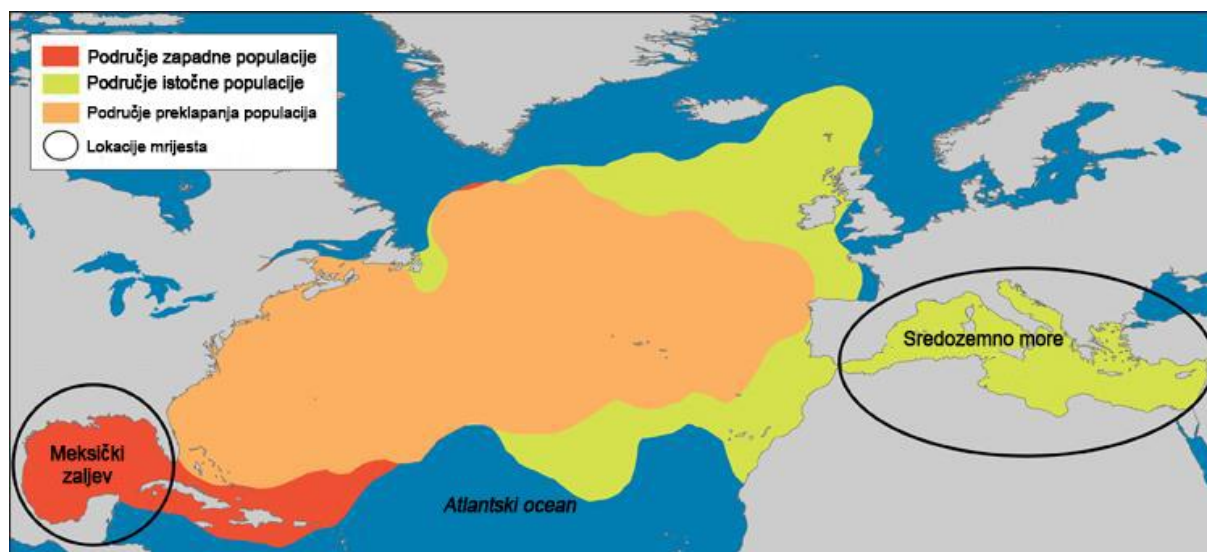 Područje zapadne populacije
Područje istočne populacije
Područje preklapanja populacija
Lokacije mrijesta
Sredozemno more
Meksički
zaljev
Atlantski ocean